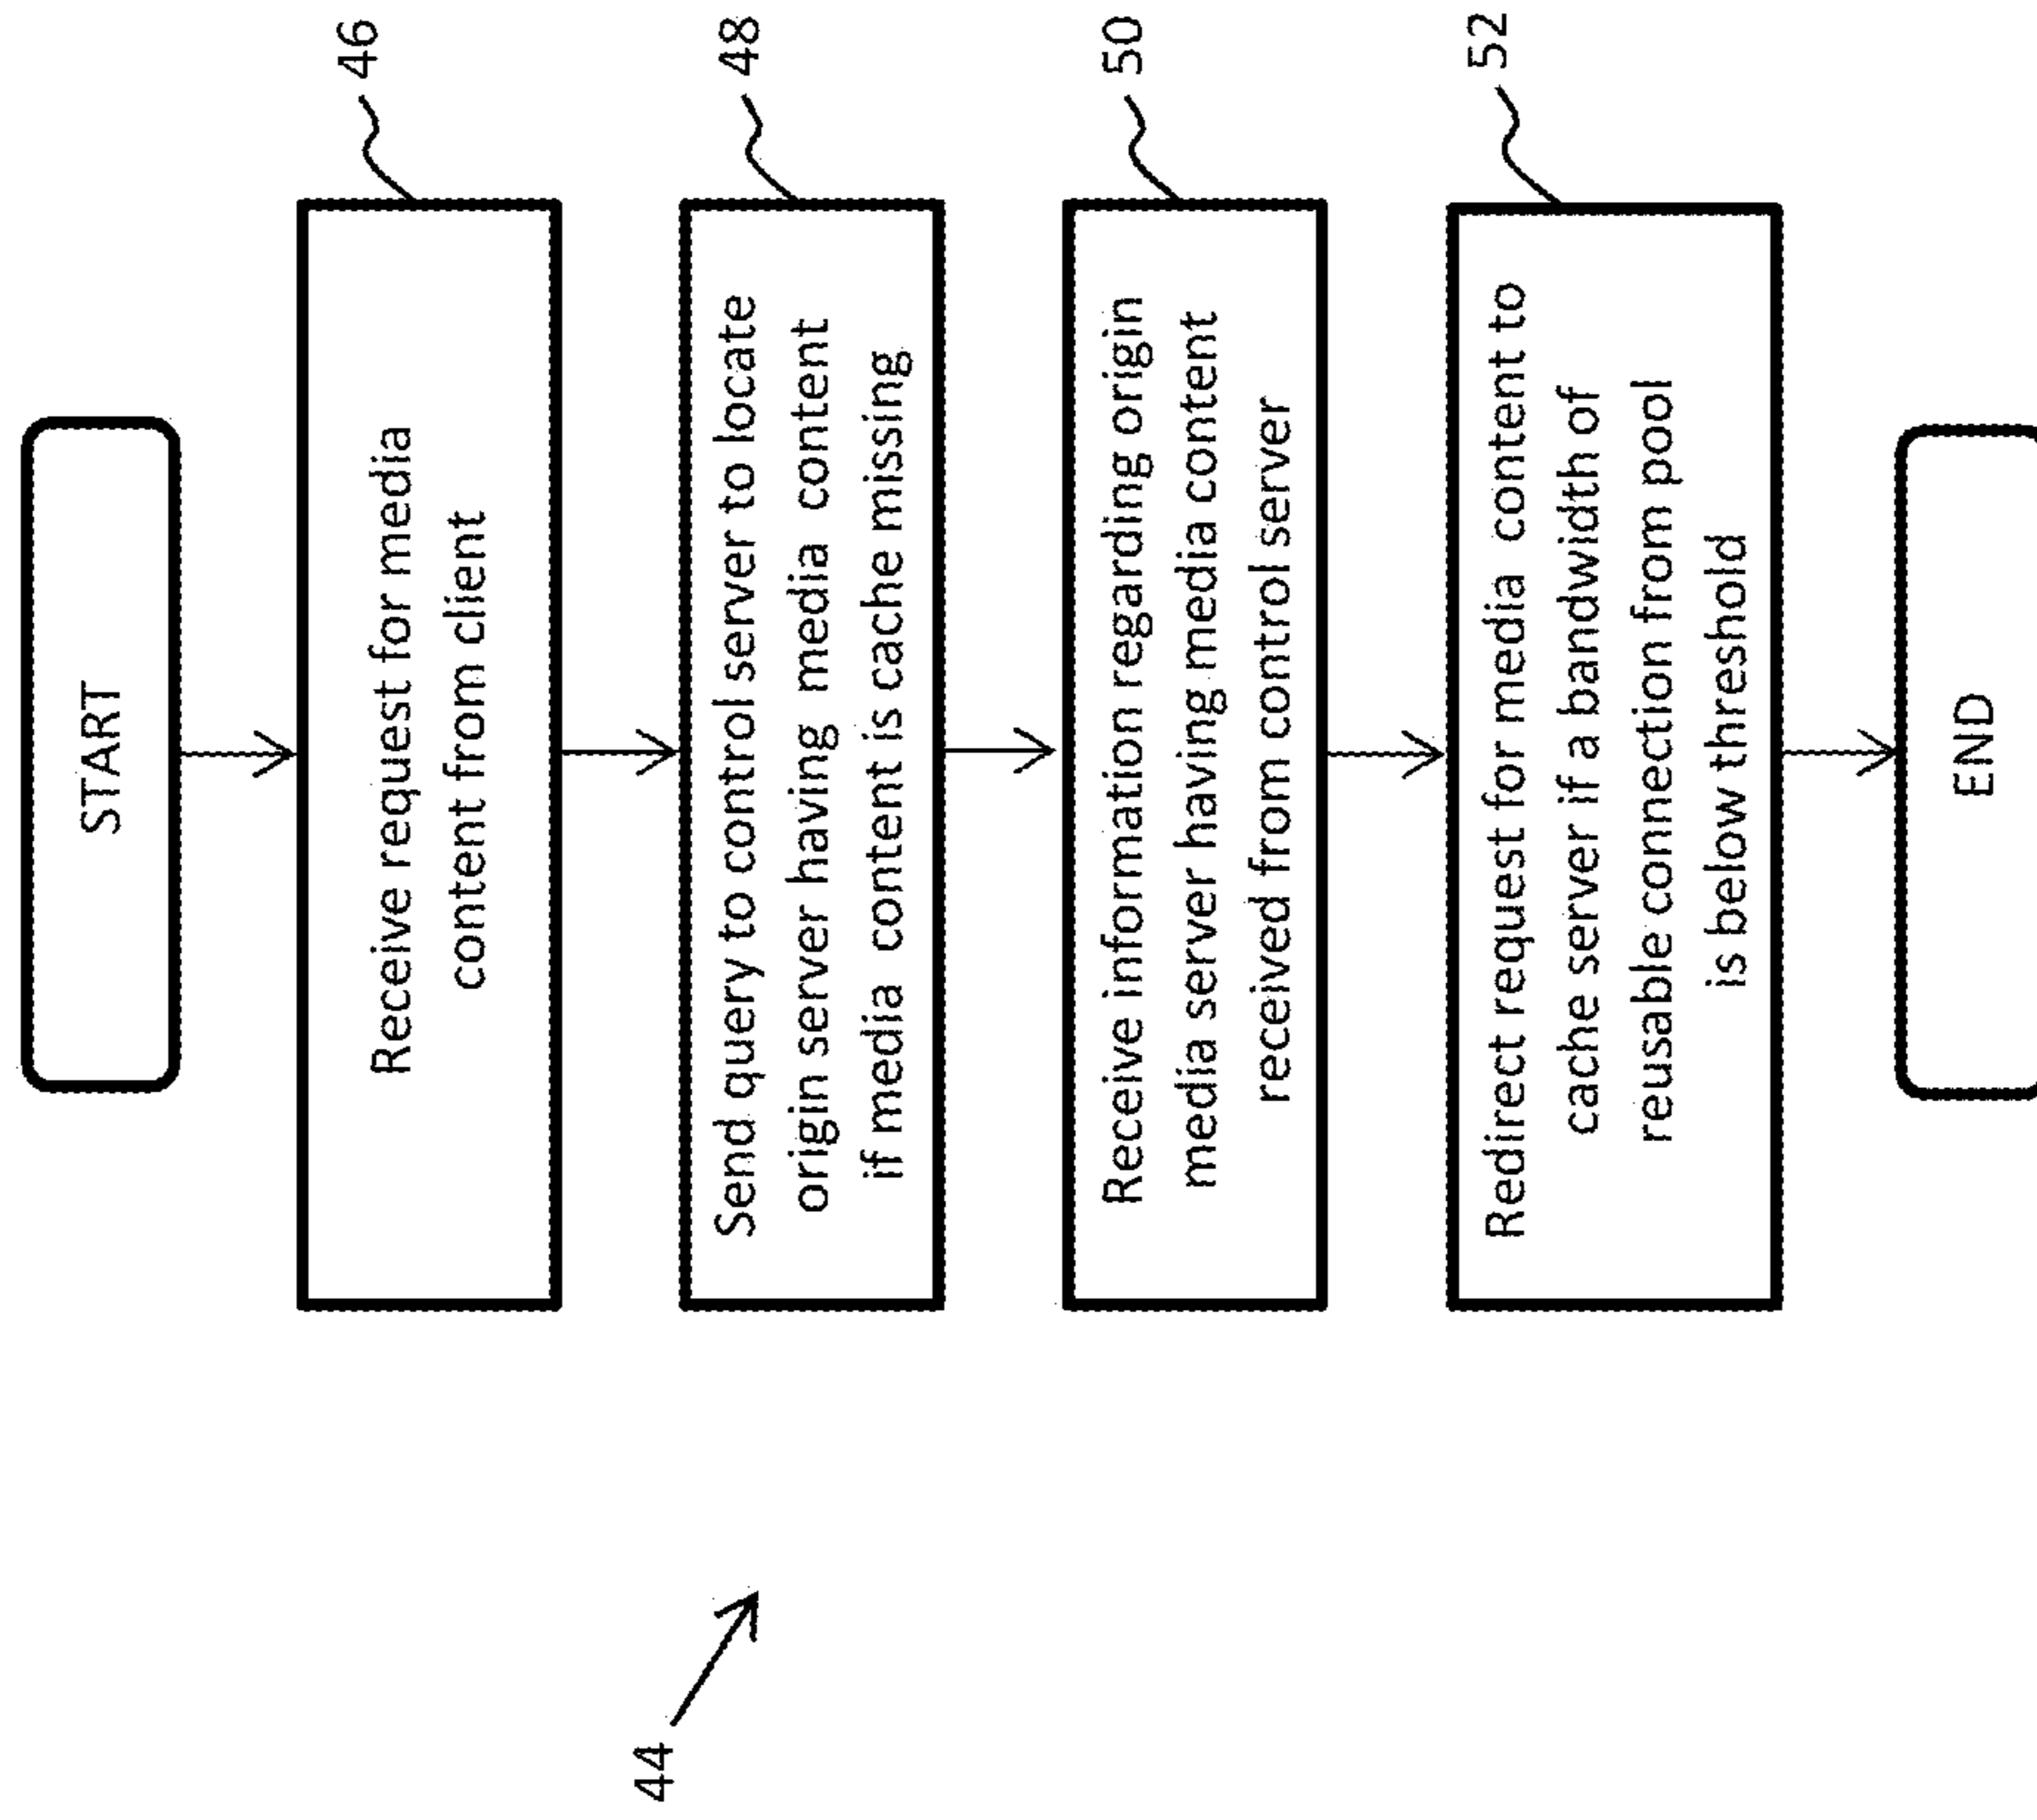 START
46
Receive request for media
content from client
48
Send query to control server to locate
origin server having media content
if media content is cache missing
50
Receive information regarding origin
media server having media content
received from control server
52
Redirect request for media content to
cache server if a bandwidth of
reusable connection from pool
is below threshold
END
44